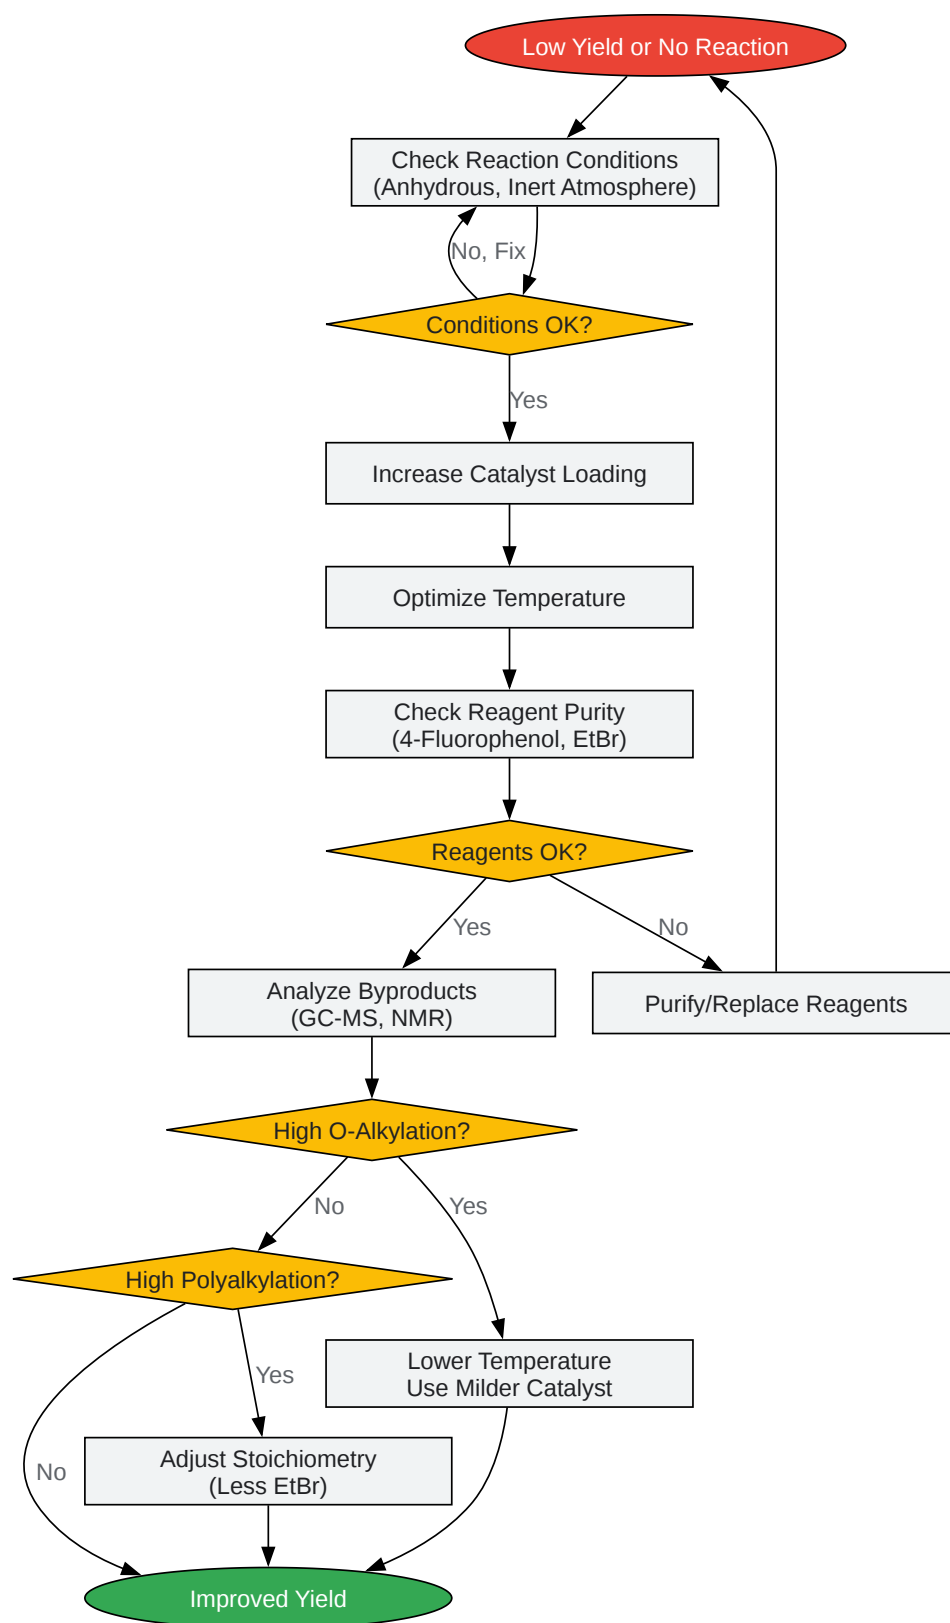 Low Yield or No Reaction
Check Reaction Conditions
(Anhydrous, Inert Atmosphere)
No, Fix
Conditions OK?
Yes
Increase Catalyst Loading
Optimize Temperature
Check Reagent Purity
(4-Fluorophenol, EtBr)
Reagents OK?
Yes
No
Analyze Byproducts
(GC-MS, NMR)
Purify/Replace Reagents
High O-Alkylation?
No
Yes
High Polyalkylation?
Lower Temperature
Use Milder Catalyst
Yes
No
Adjust Stoichiometry
(Less EtBr)
Improved Yield